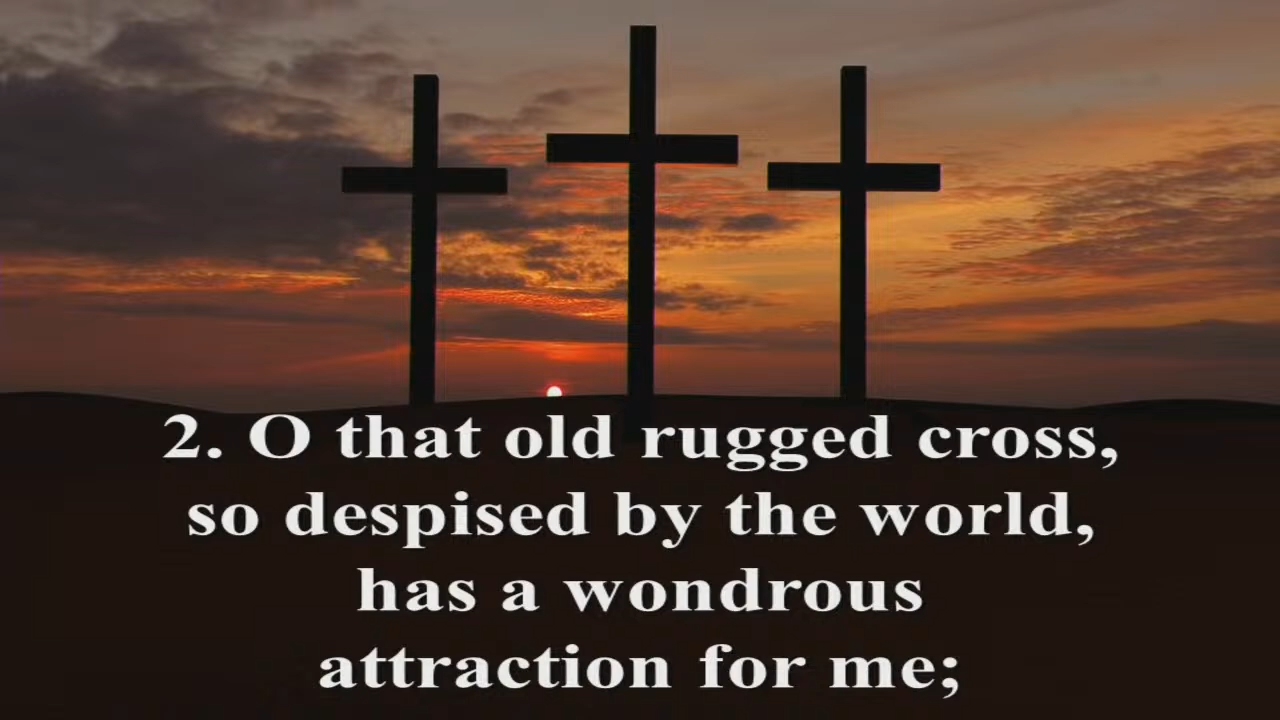 2. O that old rugged cross,
so despised by the world,
has a wondrous
attraction for me;